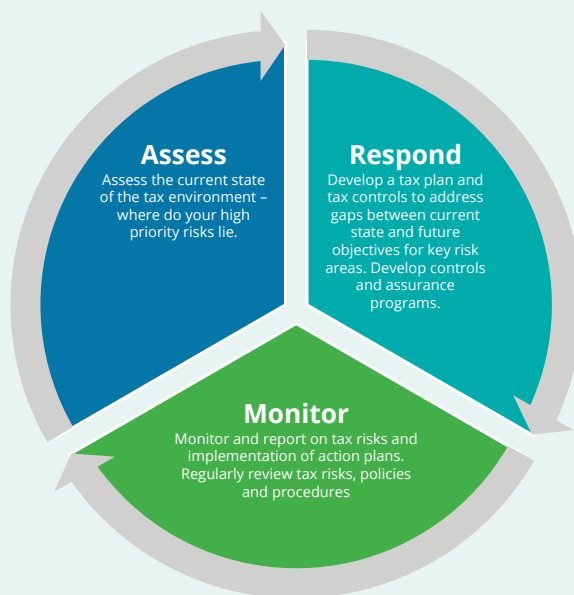 Assess
Assess the current state
of the tax environment –
where do your high
priority risks lie.
Respond
Develop a tax plan and
tax controls to address
gaps between current
state and future
objectives for key risk
areas. Develop controls
and assurance
programs.
Monitor
Monitor and report on tax risks and
implementation of action plans.
Regularly review tax risks, policies
and procedures